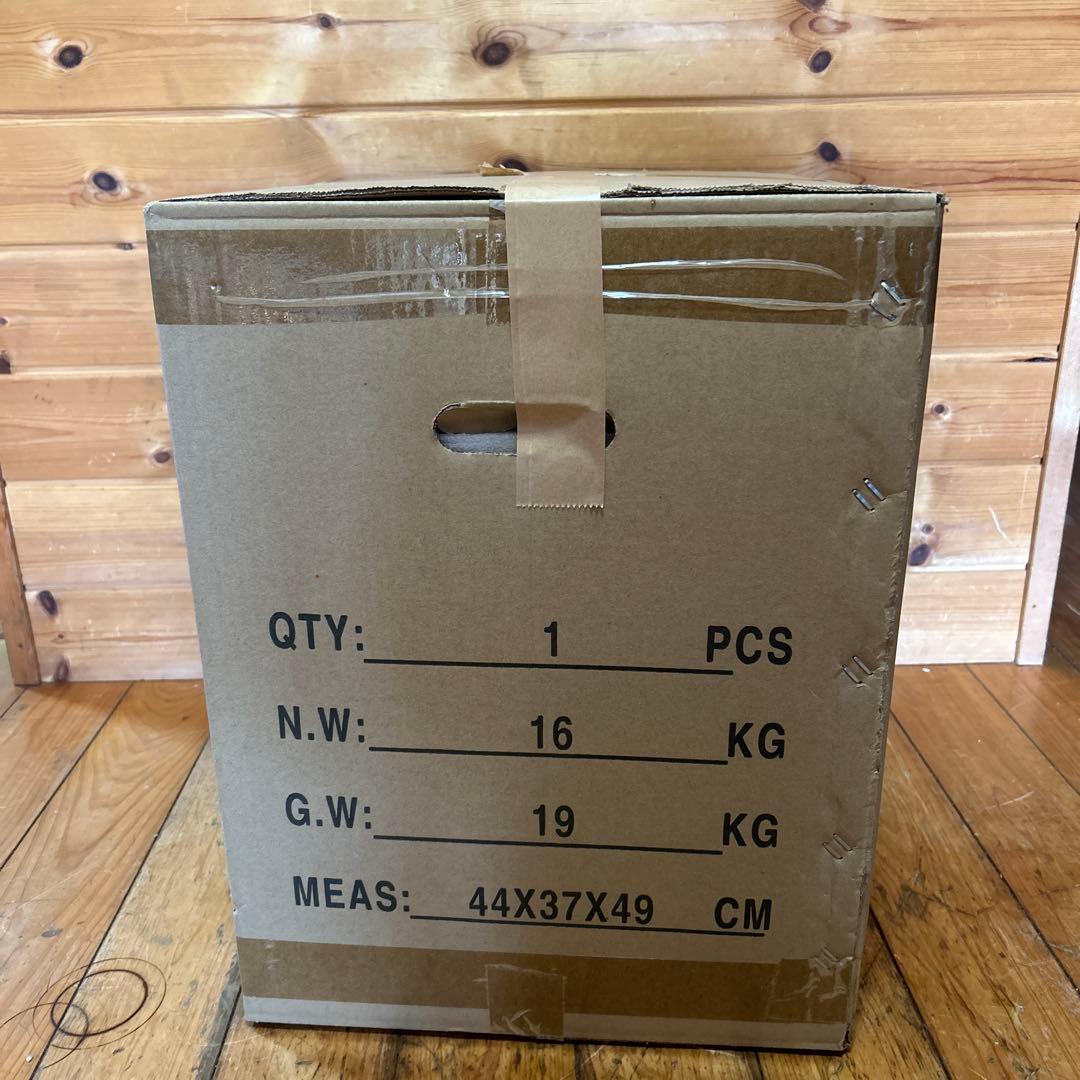 QTY: 1 PCS
N.W: 16 KG
G.W: 19 KG
MEAS: 44X37X49 CM